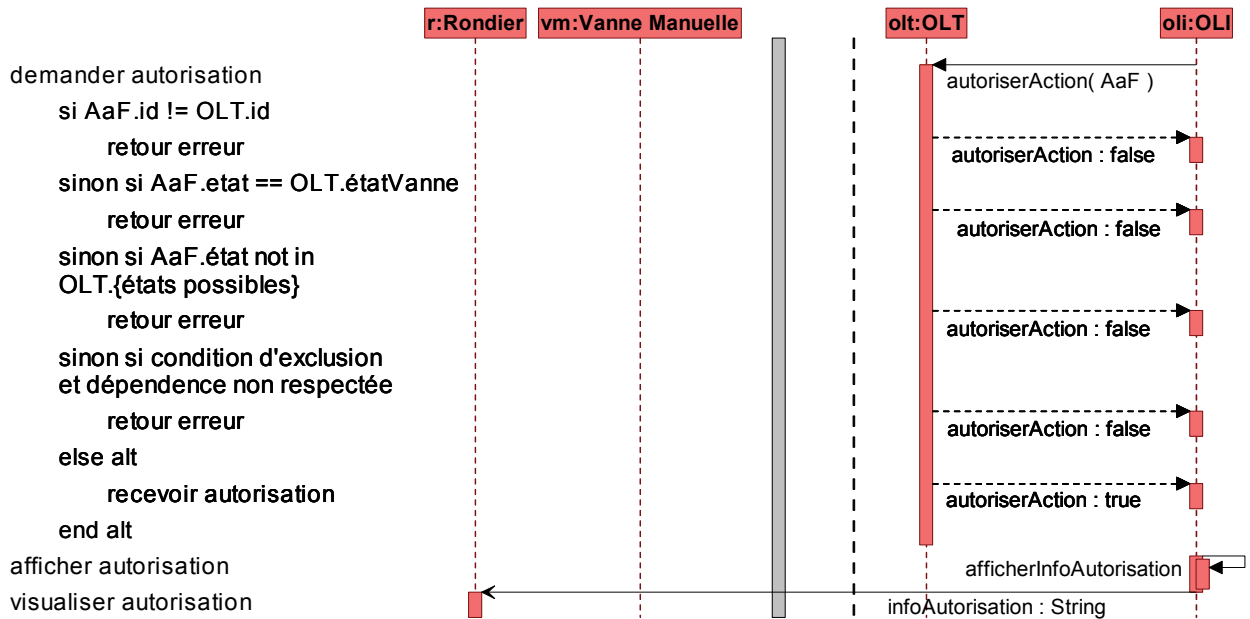 r:Rondier vm:Vanne Manuelle olt:OLT oli:OLI
demander autorisation
autoriserAction( AaF )
si AaF.id != OLT.id
retour erreur
autoriserAction : false
sinon si AaF.etat == OLT.étatVanne
retour erreur
autoriserAction : false
sinon si AaF.état not in
OLT.{états possibles}
retour erreur
autoriserAction : false
sinon si condition d'exclusion
et dépendence non respectée
retour erreur
autoriserAction : false
else alt
recevoir autorisation
autoriserAction : true
end alt
afficher autorisation
afficherInfoAutorisation
visualiser autorisation
infoAutorisation : String